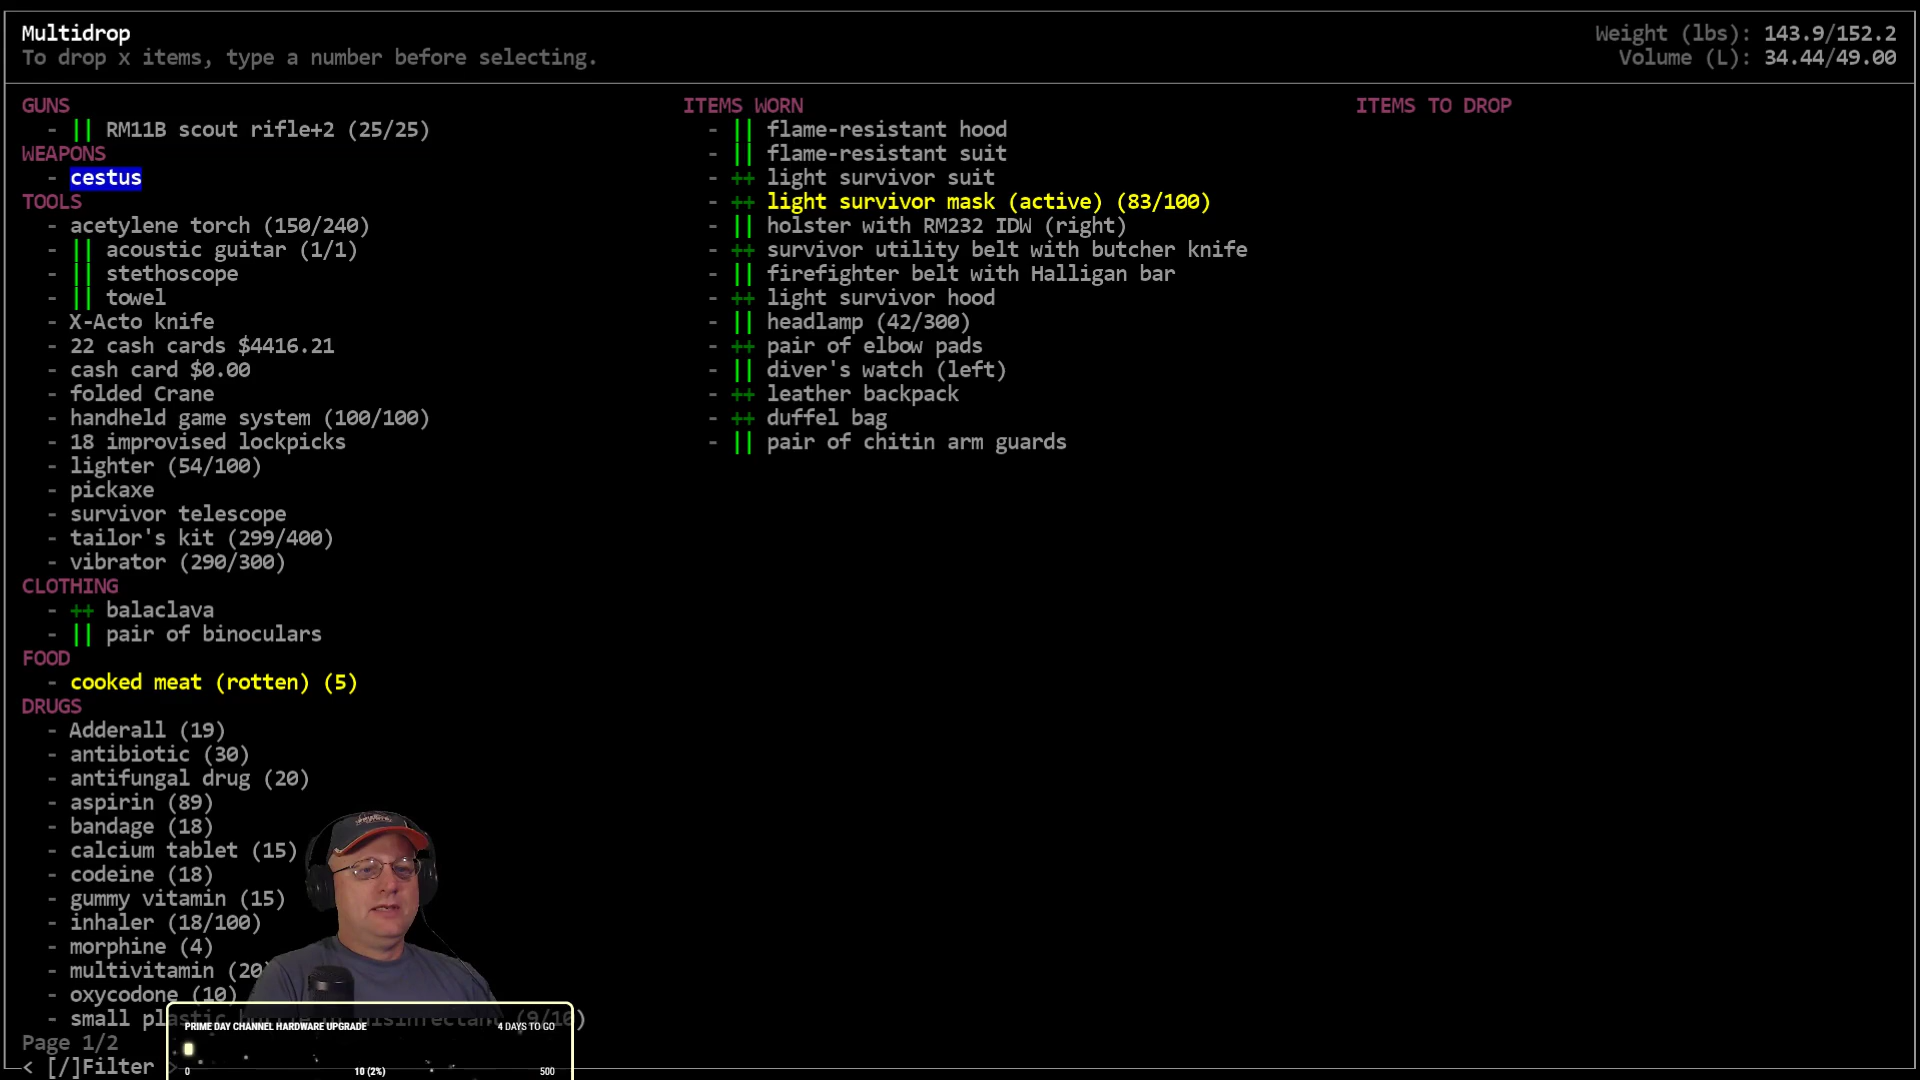 Multidrop
To drop x items, type a number before selecting.
Weight (lbs): 143.9/152.2
Volume (L): 34.44/49.00
GUNS
- || RM11B scout rifle+2 (25/25)
WEAPONS
- cestus
TOOLS
- acetylene torch (150/240)
- || acoustic guitar (1/1)
- || stethoscope
- || towel
- X-Acto knife
- 22 cash cards $4416.21
- cash card $0.00
- folded Crane
- handheld game system (100/100)
- 18 improvised lockpicks
- lighter (54/100)
- pickaxe
- survivor telescope
- tailor's kit (299/400)
- vibrator (290/300)
CLOTHING
- ++ balaclava
- || pair of binoculars
FOOD
- cooked meat (rotten) (5)
DRUGS
- Adderall (19)
- antibiotic (30)
- antifungal drug (20)
- aspirin (89)
- bandage (18)
- calcium tablet (15)
- codeine (18)
- gummy vitamin (15)
- inhaler (18/100)
- morphine (4)
- multivitamin (20)
- oxycodone (10)
- small plastic bottle of disinfectant (9/10)
Page 1/2
< [/]Filter
ITEMS WORN
- || flame-resistant hood
- || flame-resistant suit
- ++ light survivor suit
- ++ light survivor mask (active) (83/100)
- || holster with RM232 IDW (right)
- ++ survivor utility belt with butcher knife
- || firefighter belt with Halligan bar
- ++ light survivor hood
- || headlamp (42/300)
- ++ pair of elbow pads
- || diver's watch (left)
- ++ leather backpack
- ++ duffel bag
- || pair of chitin arm guards
ITEMS TO DROP
PRIME DAY CHANNEL HARDWARE UPGRADE
4 DAYS TO GO
0
10 (2%)
500